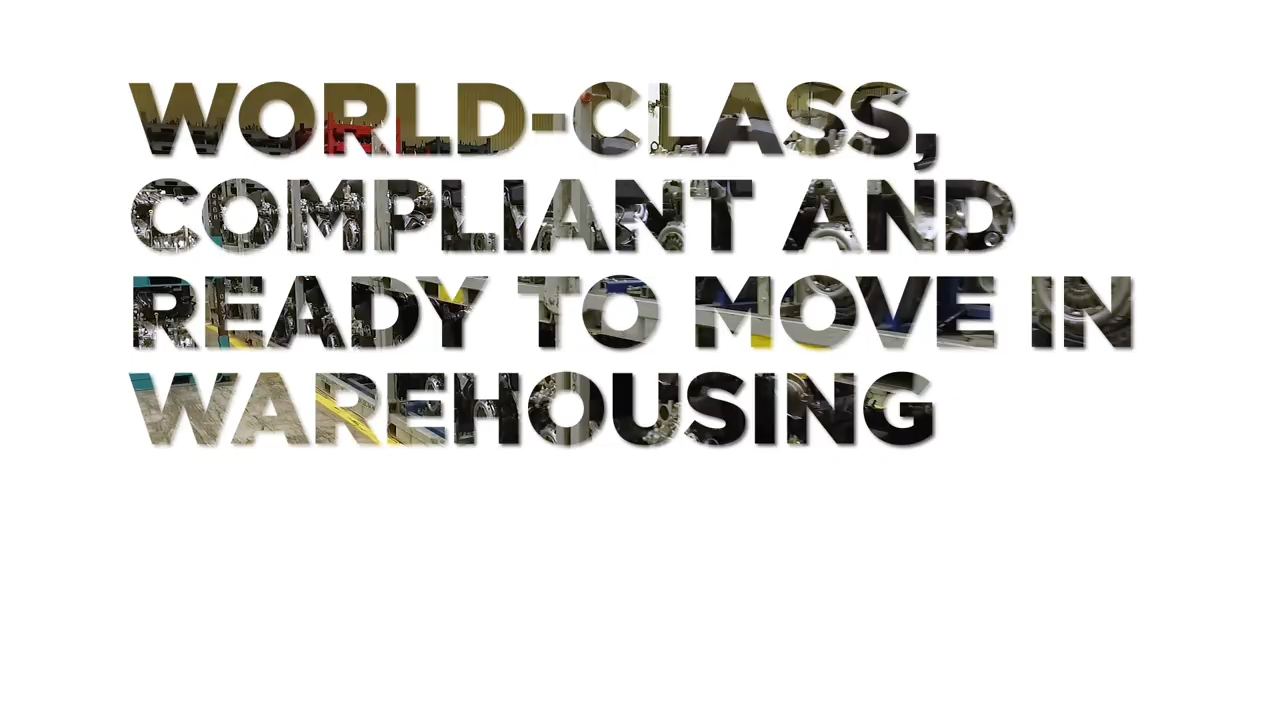 WORLD-CLASS,
COMPLIANT AND
READY TO MOVE IN
WAREHOUSING